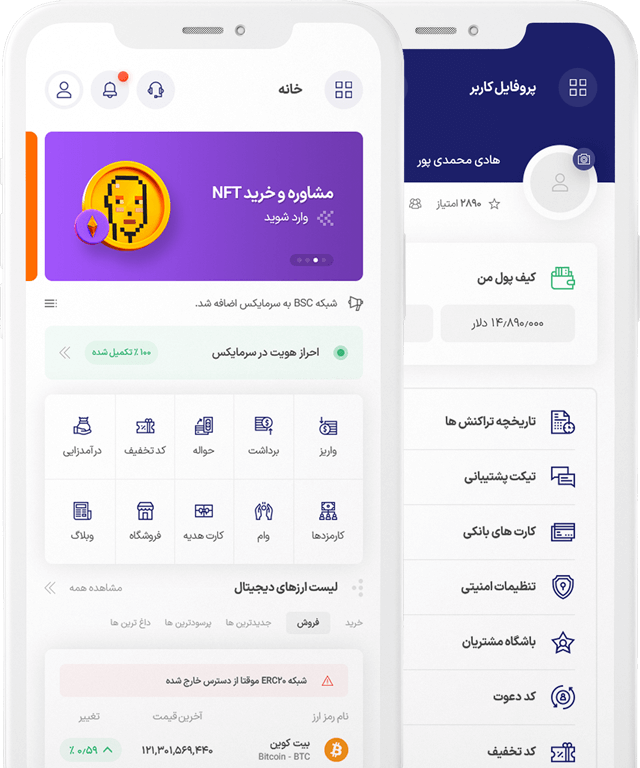 خانه
مشاوره و خرید NFT
وارد شوید
شبکه BSC به سرمایکس اضافه شد.
احراز هویت در سرمایکس
۱۰۰ ٪ تکمیل شده
واریز
برداشت
حواله
کد تخفیف
درآمدزایی
کارمزدها
وام
کارت هدیه
فروشگاه
وبلاگ
لیست ارزهای دیجیتال
مشاهده همه
خرید
فروش
جدیدترین ها
پرسودترین ها
داغ ترین ها
شبکه ERC۲۰ موقتا از دسترس خارج شده
نام رمز ارز
آخرین قیمت
تغییر
بیت کوین
Bitcoin - BTC
۱۲۱,۳۰۱,۵۶۹,۴۴۰
۰/۵۹ ٪
پروفایل کاربر
هادی محمدی پور
۲۸۹۰ امتیاز
کیف پول من
۱۴/۸۹۰/۰۰۰ دلار
تاریخچه تراکنش ها
تیکت پشتیبانی
کارت های بانکی
تنظیمات امنیتی
باشگاه مشتریان
کد دعوت
کد تخفیف